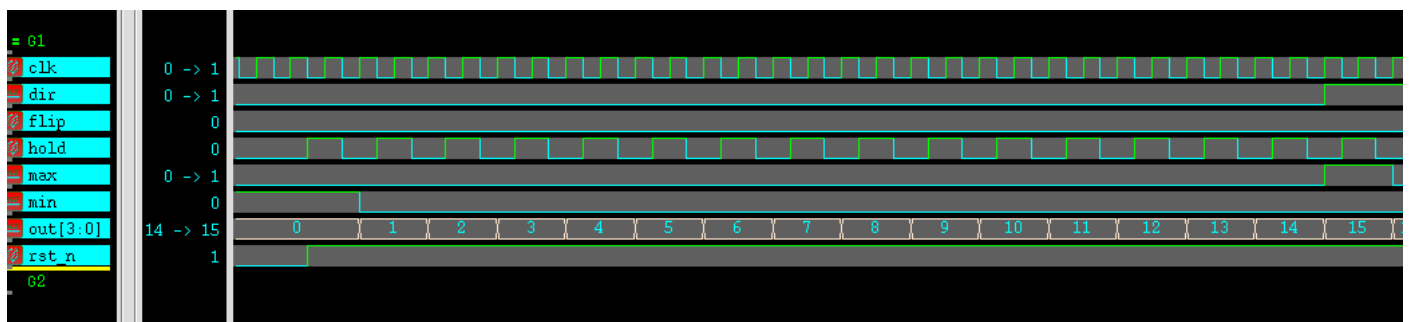 = G1
clk 0 -> 1
dir 0 -> 1
flip 0
hold 0
max 0 -> 1
min 0
out[3:0] 14 -> 15 0 1 2 3 4 5 6 7 8 9 10 11 12 13 14 15
rst_n 1
G2